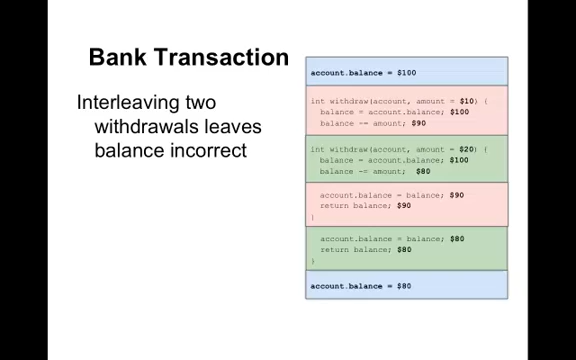 Bank Transaction
Interleaving two
withdrawals leaves
balance incorrect
account.balance = $100
int withdraw(account, amount = $10) {
balance = account.balance; $100
balance -= amount; $90
int withdraw(account, amount = $20) {
balance = account.balance; $100
balance -= amount; $80
account.balance = balance; $90
return balance; $90
}
account.balance = balance; $80
return balance; $80
}
account.balance = $80